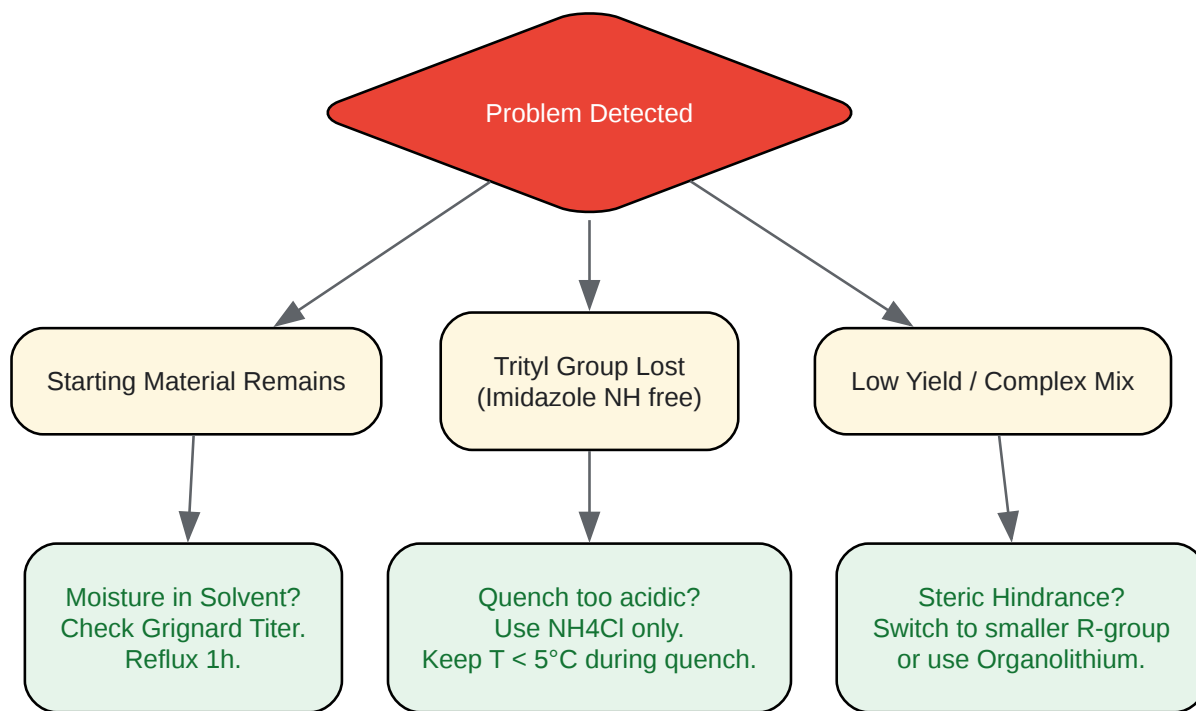 Problem Detected
Starting Material Remains
Trityl Group Lost
(Imidazole NH free)
Low Yield / Complex Mix
Moisture in Solvent?
Check Grignard Titer.
Reflux 1h.
Quench too acidic?
Use NH4Cl only.
Keep T < 5°C during quench.
Steric Hindrance?
Switch to smaller R-group
or use Organolithium.